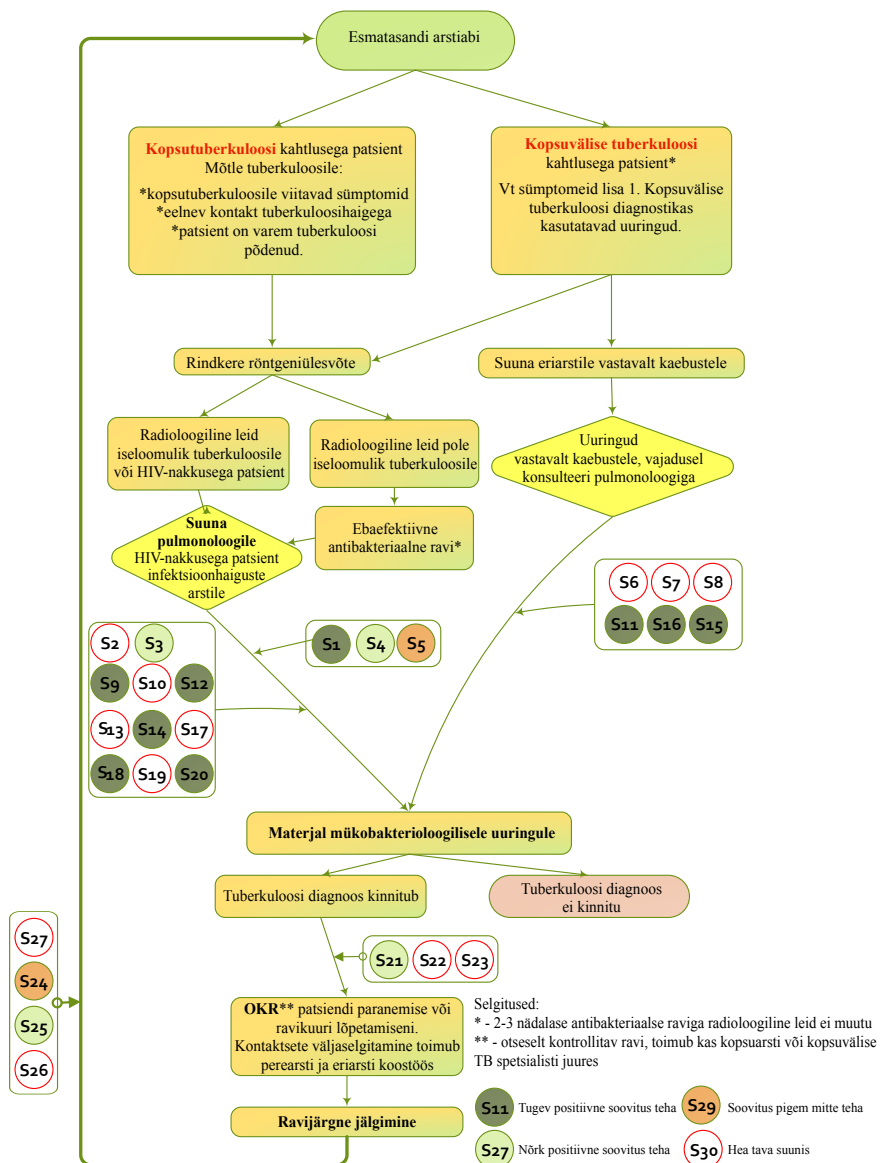 Esmatasandi arstiabi
Kopsutuberkuloosi kahtlusega patsient
Mõtle tuberkuloosile:
*kopsutuberkuloosile viitavad sümptomid
*eelnev kontakt tuberkuloosihaigega
*patsient on varem tuberkuloosi
põdenud.
Kopsuvälise tuberkuloosi
kahtlusega patsient*
Vt sümptomeid lisa 1. Kopsuvälise
tuberkuloosi diagnostikas
kasutatavad uuringud.
Rindkere röntgeniülesvõte
Suuna eriarstile vastavalt kaebustele
Radioloogiline leid
iseloomulik tuberkuloosile
või HIV-nakkusega patsient
Radioloogiline leid pole
iseloomulik tuberkuloosile
Uuringud
vastavalt kaebustele, vajadusel
konsulteeri pulmonoloogiga
Suuna
pulmonoloogile
HIV-nakkusega patsient
infektsioonhaiguste
arstile
Ebaefektiivne
antibakteriaalne ravi*
S6 S7 S8
S11 S16 S15
S1 S4 S5
S2 S3
S9 S10 S12
S13 S14 S17
S18 S19 S20
Materjal mükobakterioloogilisele uuringule
Tuberkuloosi diagnoos kinnitub
Tuberkuloosi diagnoos
ei kinnitu
S27
S24
S25
S26
S21 S22 S23
OKR** patsiendi paranemise või
ravikuuri lõpetamiseni.
Kontaktsete väljaselgitamine toimub
perearsti ja eriarsti koostöös
Ravijärgne jälgimine
Selgitused:
* - 2-3 nädalase antibakteriaalse raviga radioloogiline leid ei muutu
** - otseselt kontrollitav ravi, toimub kas kopsuarsti või kopsuvälise
TB spetsialisti juures
S11 Tugev positiivne soovitus teha S29 Soovitus pigem mitte teha
S27 Nõrk positiivne soovitus teha S30 Hea tava suunis